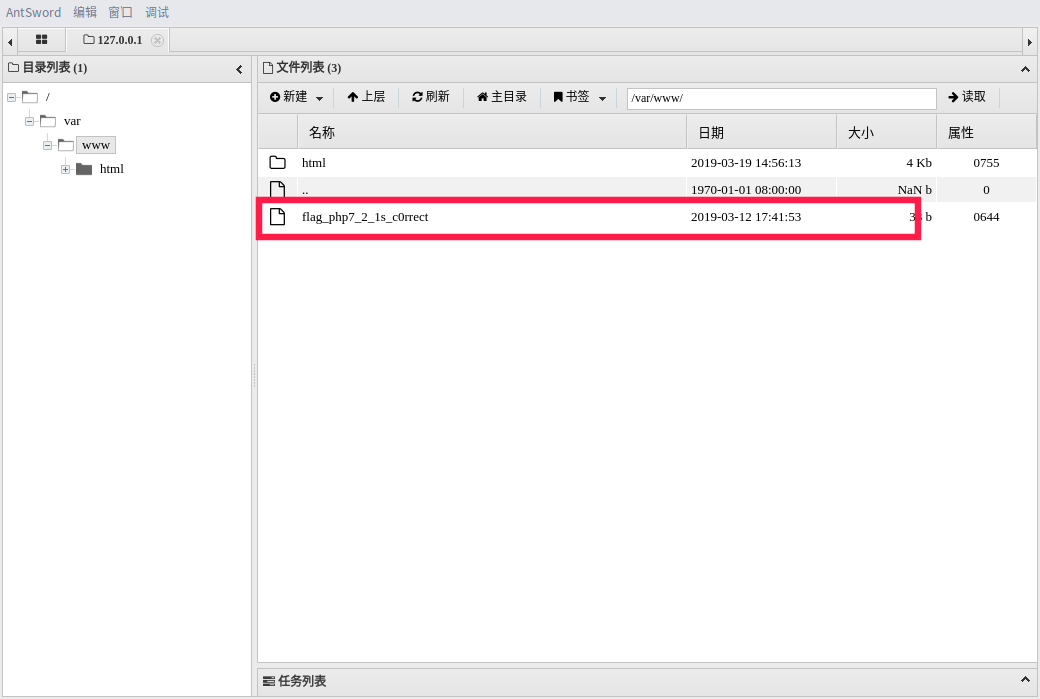 AntSword 编辑 窗口 调试
127.0.0.1
目录列表 (1)
/
var
www
html
文件列表 (3)
新建 上层 刷新 主目录 书签 /var/www/ 读取
名称 日期 大小 属性
html 2019-03-19 14:56:13 4 Kb 0755
.. 1970-01-01 08:00:00 NaN b 0
flag_php7_2_1s_c0rrect 2019-03-12 17:41:53 b 0644
任务列表